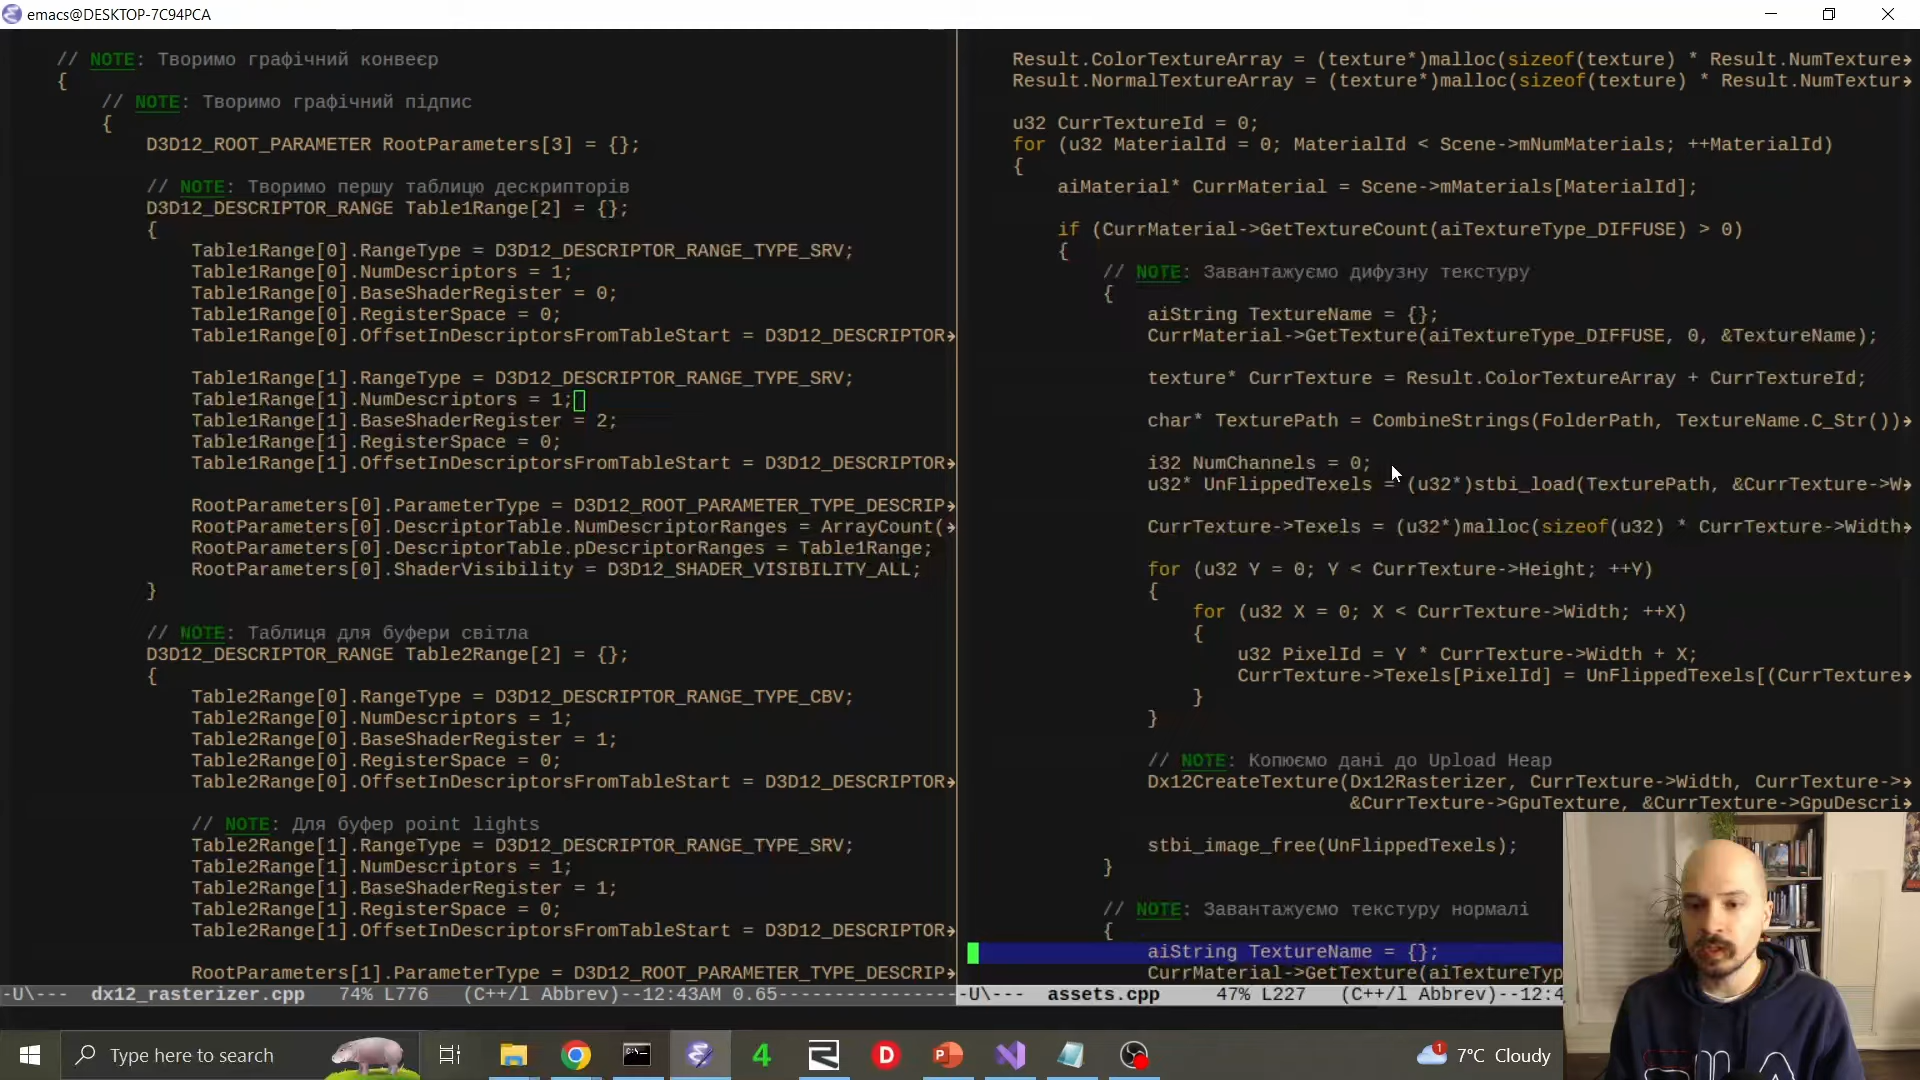 emacs@DESKTOP-7C94PCA
// NOTE: Творимо графічний конвеєр
{
// NOTE: Творимо графічний підпис
{
D3D12_ROOT_PARAMETER RootParameters[3] = {};
// NOTE: Творимо першу таблицю дескрипторів
D3D12_DESCRIPTOR_RANGE Table1Range[2] = {};
{
Table1Range[0].RangeType = D3D12_DESCRIPTOR_RANGE_TYPE_SRV;
Table1Range[0].NumDescriptors = 1;
Table1Range[0].BaseShaderRegister = 0;
Table1Range[0].RegisterSpace = 0;
Table1Range[0].OffsetInDescriptorsFromTableStart = D3D12_DESCRIPTOR
Table1Range[1].RangeType = D3D12_DESCRIPTOR_RANGE_TYPE_SRV;
Table1Range[1].NumDescriptors = 1;
Table1Range[1].BaseShaderRegister = 2;
Table1Range[1].RegisterSpace = 0;
Table1Range[1].OffsetInDescriptorsFromTableStart = D3D12_DESCRIPTOR
RootParameters[0].ParameterType = D3D12_ROOT_PARAMETER_TYPE_DESCRIP
RootParameters[0].DescriptorTable.NumDescriptorRanges = ArrayCount(
RootParameters[0].DescriptorTable.pDescriptorRanges = Table1Range;
RootParameters[0].ShaderVisibility = D3D12_SHADER_VISIBILITY_ALL;
}
// NOTE: Таблиця для буфери світла
D3D12_DESCRIPTOR_RANGE Table2Range[2] = {};
{
Table2Range[0].RangeType = D3D12_DESCRIPTOR_RANGE_TYPE_CBV;
Table2Range[0].NumDescriptors = 1;
Table2Range[0].BaseShaderRegister = 1;
Table2Range[0].RegisterSpace = 0;
Table2Range[0].OffsetInDescriptorsFromTableStart = D3D12_DESCRIPTOR
// NOTE: Для буфер point lights
Table2Range[1].RangeType = D3D12_DESCRIPTOR_RANGE_TYPE_SRV;
Table2Range[1].NumDescriptors = 1;
Table2Range[1].BaseShaderRegister = 1;
Table2Range[1].RegisterSpace = 0;
Table2Range[1].OffsetInDescriptorsFromTableStart = D3D12_DESCRIPTOR
RootParameters[1].ParameterType = D3D12_ROOT_PARAMETER_TYPE_DESCRIP
-U\--- dx12_rasterizer.cpp 74% L776 (C++/l Abbrev)--12:43AM 0.65-----------------
Result.ColorTextureArray = (texture*)malloc(sizeof(texture) * Result.NumTexture
Result.NormalTextureArray = (texture*)malloc(sizeof(texture) * Result.NumTextur
u32 CurrTextureId = 0;
for (u32 MaterialId = 0; MaterialId < Scene->mNumMaterials; ++MaterialId)
{
aiMaterial* CurrMaterial = Scene->mMaterials[MaterialId];
if (CurrMaterial->GetTextureCount(aiTextureType_DIFFUSE) > 0)
{
// NOTE: Завантажуємо дифузну текстуру
{
aiString TextureName = {};
CurrMaterial->GetTexture(aiTextureType_DIFFUSE, 0, &TextureName);
texture* CurrTexture = Result.ColorTextureArray + CurrTextureId;
char* TexturePath = CombineStrings(FolderPath, TextureName.C_Str())
i32 NumChannels = 0;
u32* UnFlippedTexels = (u32*)stbi_load(TexturePath, &CurrTexture->W
CurrTexture->Texels = (u32*)malloc(sizeof(u32) * CurrTexture->Width
for (u32 Y = 0; Y < CurrTexture->Height; ++Y)
{
for (u32 X = 0; X < CurrTexture->Width; ++X)
{
u32 PixelId = Y * CurrTexture->Width + X;
CurrTexture->Texels[PixelId] = UnFlippedTexels[(CurrTexture
}
}
// NOTE: Копюємо дані до Upload Heap
Dx12CreateTexture(Dx12Rasterizer, CurrTexture->Width, CurrTexture->
&CurrTexture->GpuTexture, &CurrTexture->GpuDescri
stbi_image_free(UnFlippedTexels);
}
// NOTE: Завантажуємо текстуру нормалі
{
aiString TextureName = {};
CurrMaterial->GetTexture(aiTextureTyp
-U\--- assets.cpp 47% L227 (C++/l Abbrev)--12:4
Type here to search
7°C Cloudy